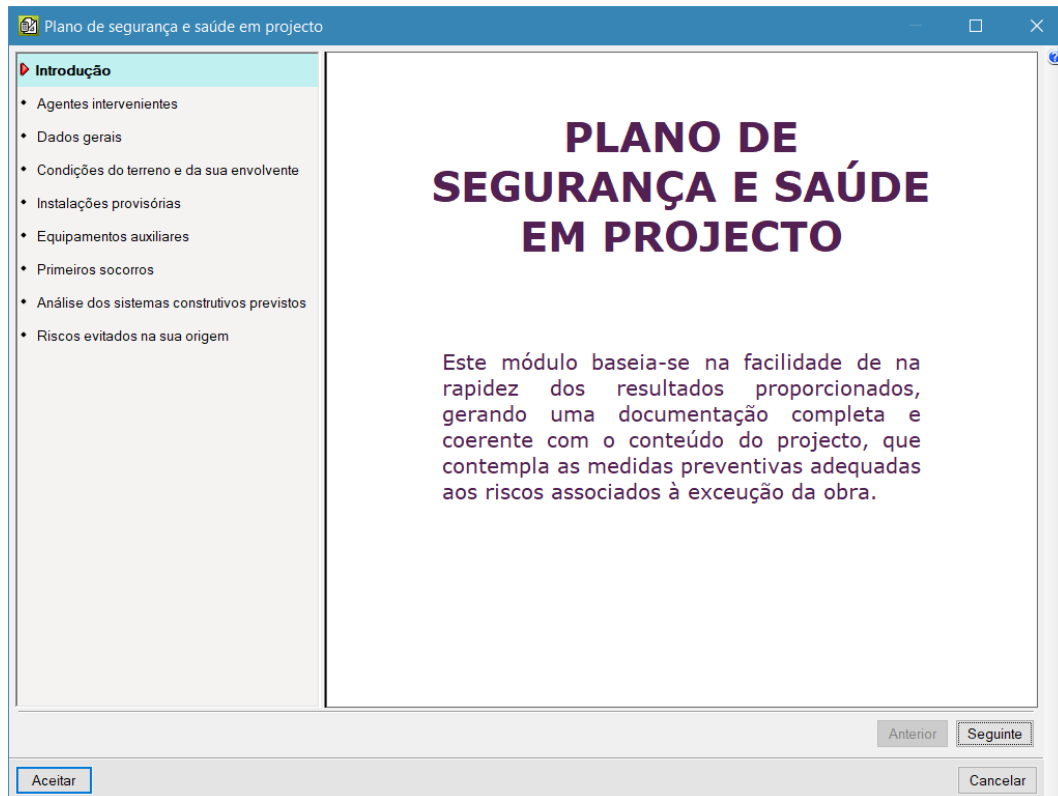 Plano de segurança e saúde em projecto
Introdução
Agentes intervenientes
Dados gerais
Condições do terreno e da sua envolvente
Instalações provisórias
Equipamentos auxiliares
Primeiros socorros
Análise dos sistemas construtivos previstos
Riscos evitados na sua origem
PLANO DE
SEGURANÇA E SAÚDE
EM PROJECTO
Este módulo baseia-se na facilidade de na
rapidez dos resultados proporcionados,
gerando uma documentação completa e
coerente com o conteúdo do projecto, que
contempla as medidas preventivas adequadas
aos riscos associados à exceução da obra.
Anterior
Seguinte
Aceitar
Cancelar